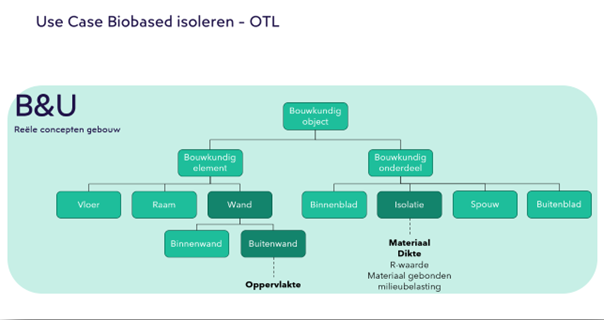 Use Case Biobased isoleren - OTL
B&U
Reële concepten gebouw
Bouwkundig
object
Bouwkundig
element
Bouwkundig
onderdeel
Vloer
Raam
Wand
Binnenblad
Isolatie
Spouw
Buitenblad
Binnenwand
Buitenwand
Oppervlakte
Materiaal
Dikte
R-waarde
Materiaal gebonden
milieubelasting